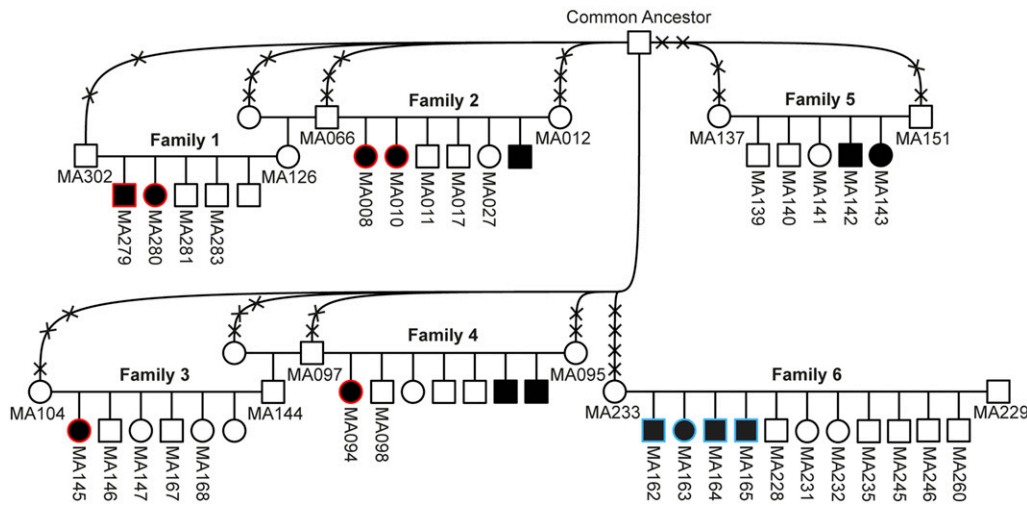 Common Ancestor
Family 1
Family 2
Family 5
MA302
MA126
MA066
MA012
MA137
MA151
MA279
MA280
MA281
MA283
MA008
MA010
MA011
MA017
MA027
MA139
MA140
MA141
MA142
MA143
Family 3
Family 4
Family 6
MA104
MA144
MA097
MA095
MA233
MA229
MA145
MA146
MA147
MA167
MA168
MA094
MA098
MA162
MA163
MA164
MA165
MA228
MA231
MA232
MA235
MA245
MA246
MA260